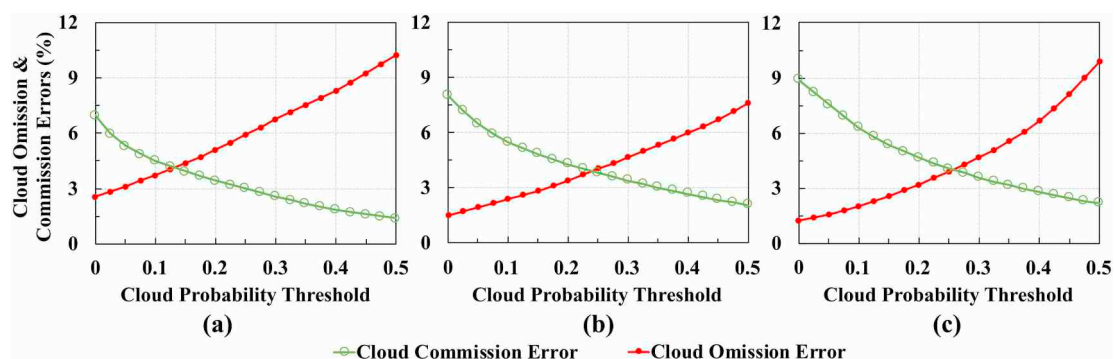 Cloud Omission &
Commission Errors (%)
12
9
6
3
0
0 0.1 0.2 0.3 0.4 0.5
Cloud Probability Threshold
(a)
12
9
6
3
0
0 0.1 0.2 0.3 0.4 0.5
Cloud Probability Threshold
(b)
12
9
6
3
0
0 0.1 0.2 0.3 0.4 0.5
Cloud Probability Threshold
(c)
Cloud Commission Error Cloud Omission Error